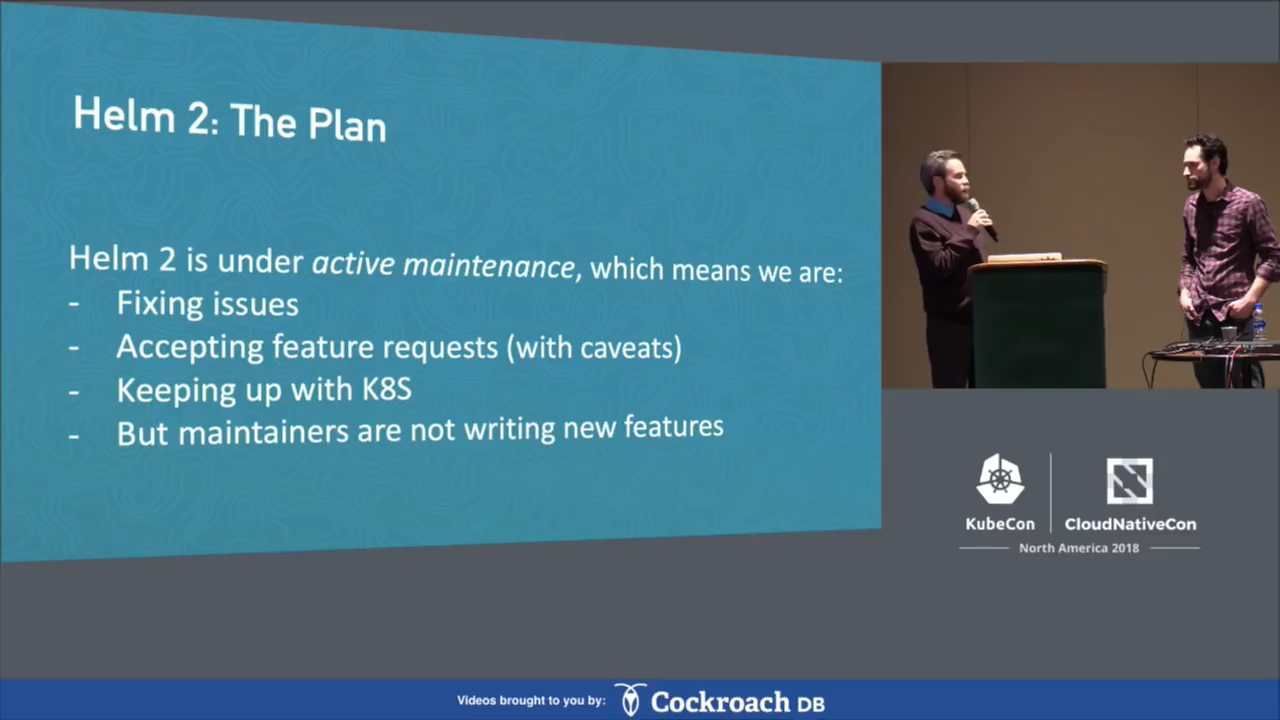 Helm 2: The Plan
Helm 2 is under active maintenance, which means we are:
- Fixing issues
- Accepting feature requests (with caveats)
- Keeping up with K8S
- But maintainers are not writing new features
KubeCon
CloudNativeCon
North America 2018
Videos brought to you by:
Cockroach DB